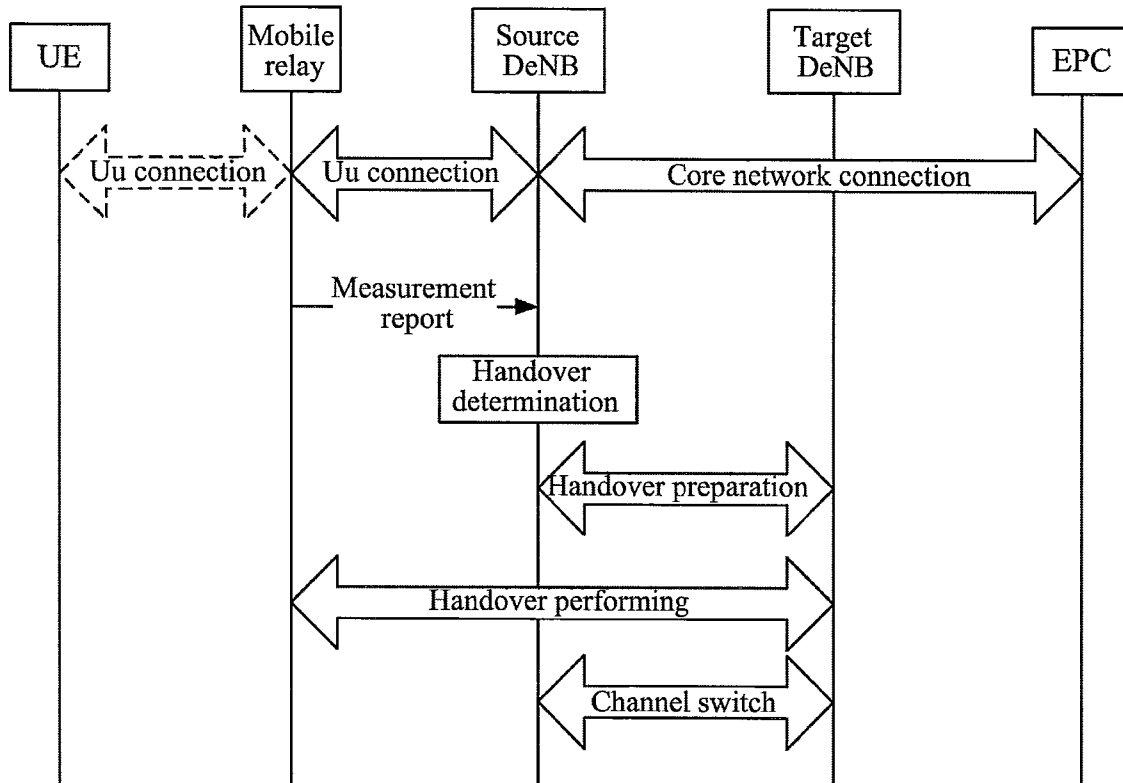 UE
Mobile
relay
Source
DeNB
Target
DeNB
EPC
Uu connection
Uu connection
Core network connection
Measurement
report
Handover
determination
Handover preparation
Handover performing
Channel switch